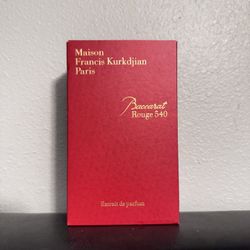 Maison
Francis Kurkdjian
Paris
Baccarat
Rouge 540
Extrait de parfum